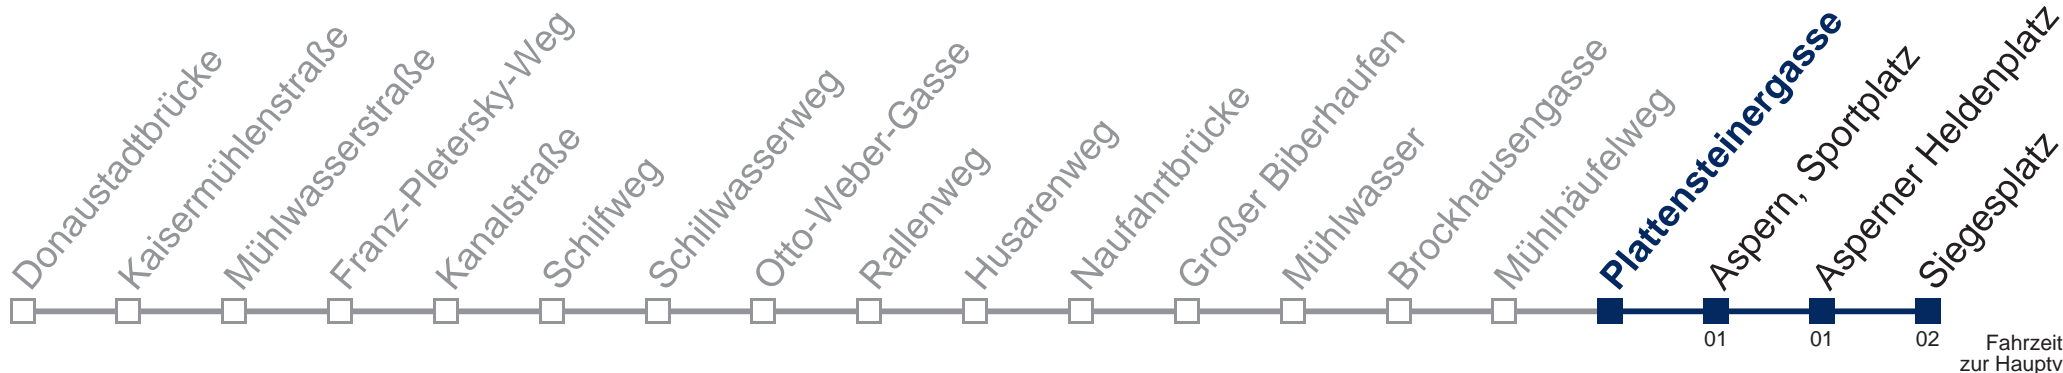 Donaustadtbrücke
Kaisermühlenstraße
Mühlwasserstraße
Franz-Pletersky-Weg
Kanalstraße
Schilfweg
Schillwasserweg
Otto-Weber-Gasse
Rallenweg
Husarenweg
Naufahrtbrücke
Großer Biberhaufen
Mühlwasser
Brockhausengasse
Mühlhäufelweg
Plattensteinergasse
Aspern, Sportplatz
Asperner Heldenplatz
Siegesplatz
01
01
02
Fahrzeit
zur Hauptv